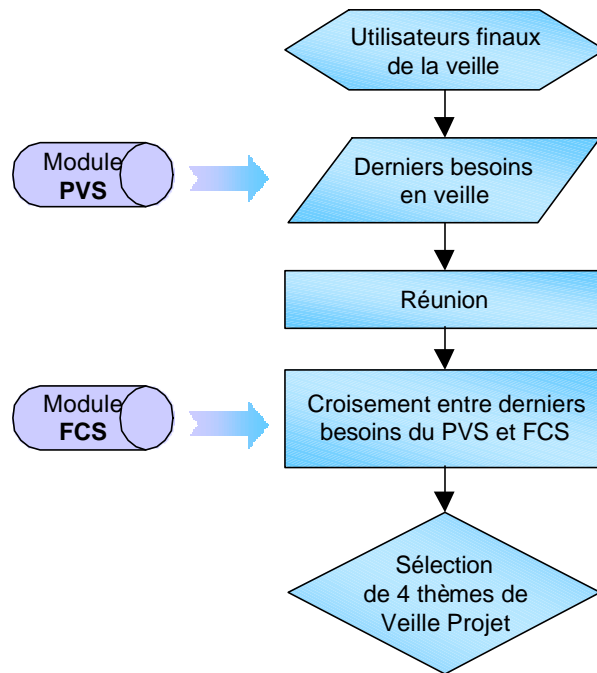 Utilisateurs finaux
de la veille
Module
PVS
Derniers besoins
en veille
Réunion
Module
FCS
Croisement entre derniers
besoins du PVS et FCS
Sélection
de 4 thèmes de
Veille Projet